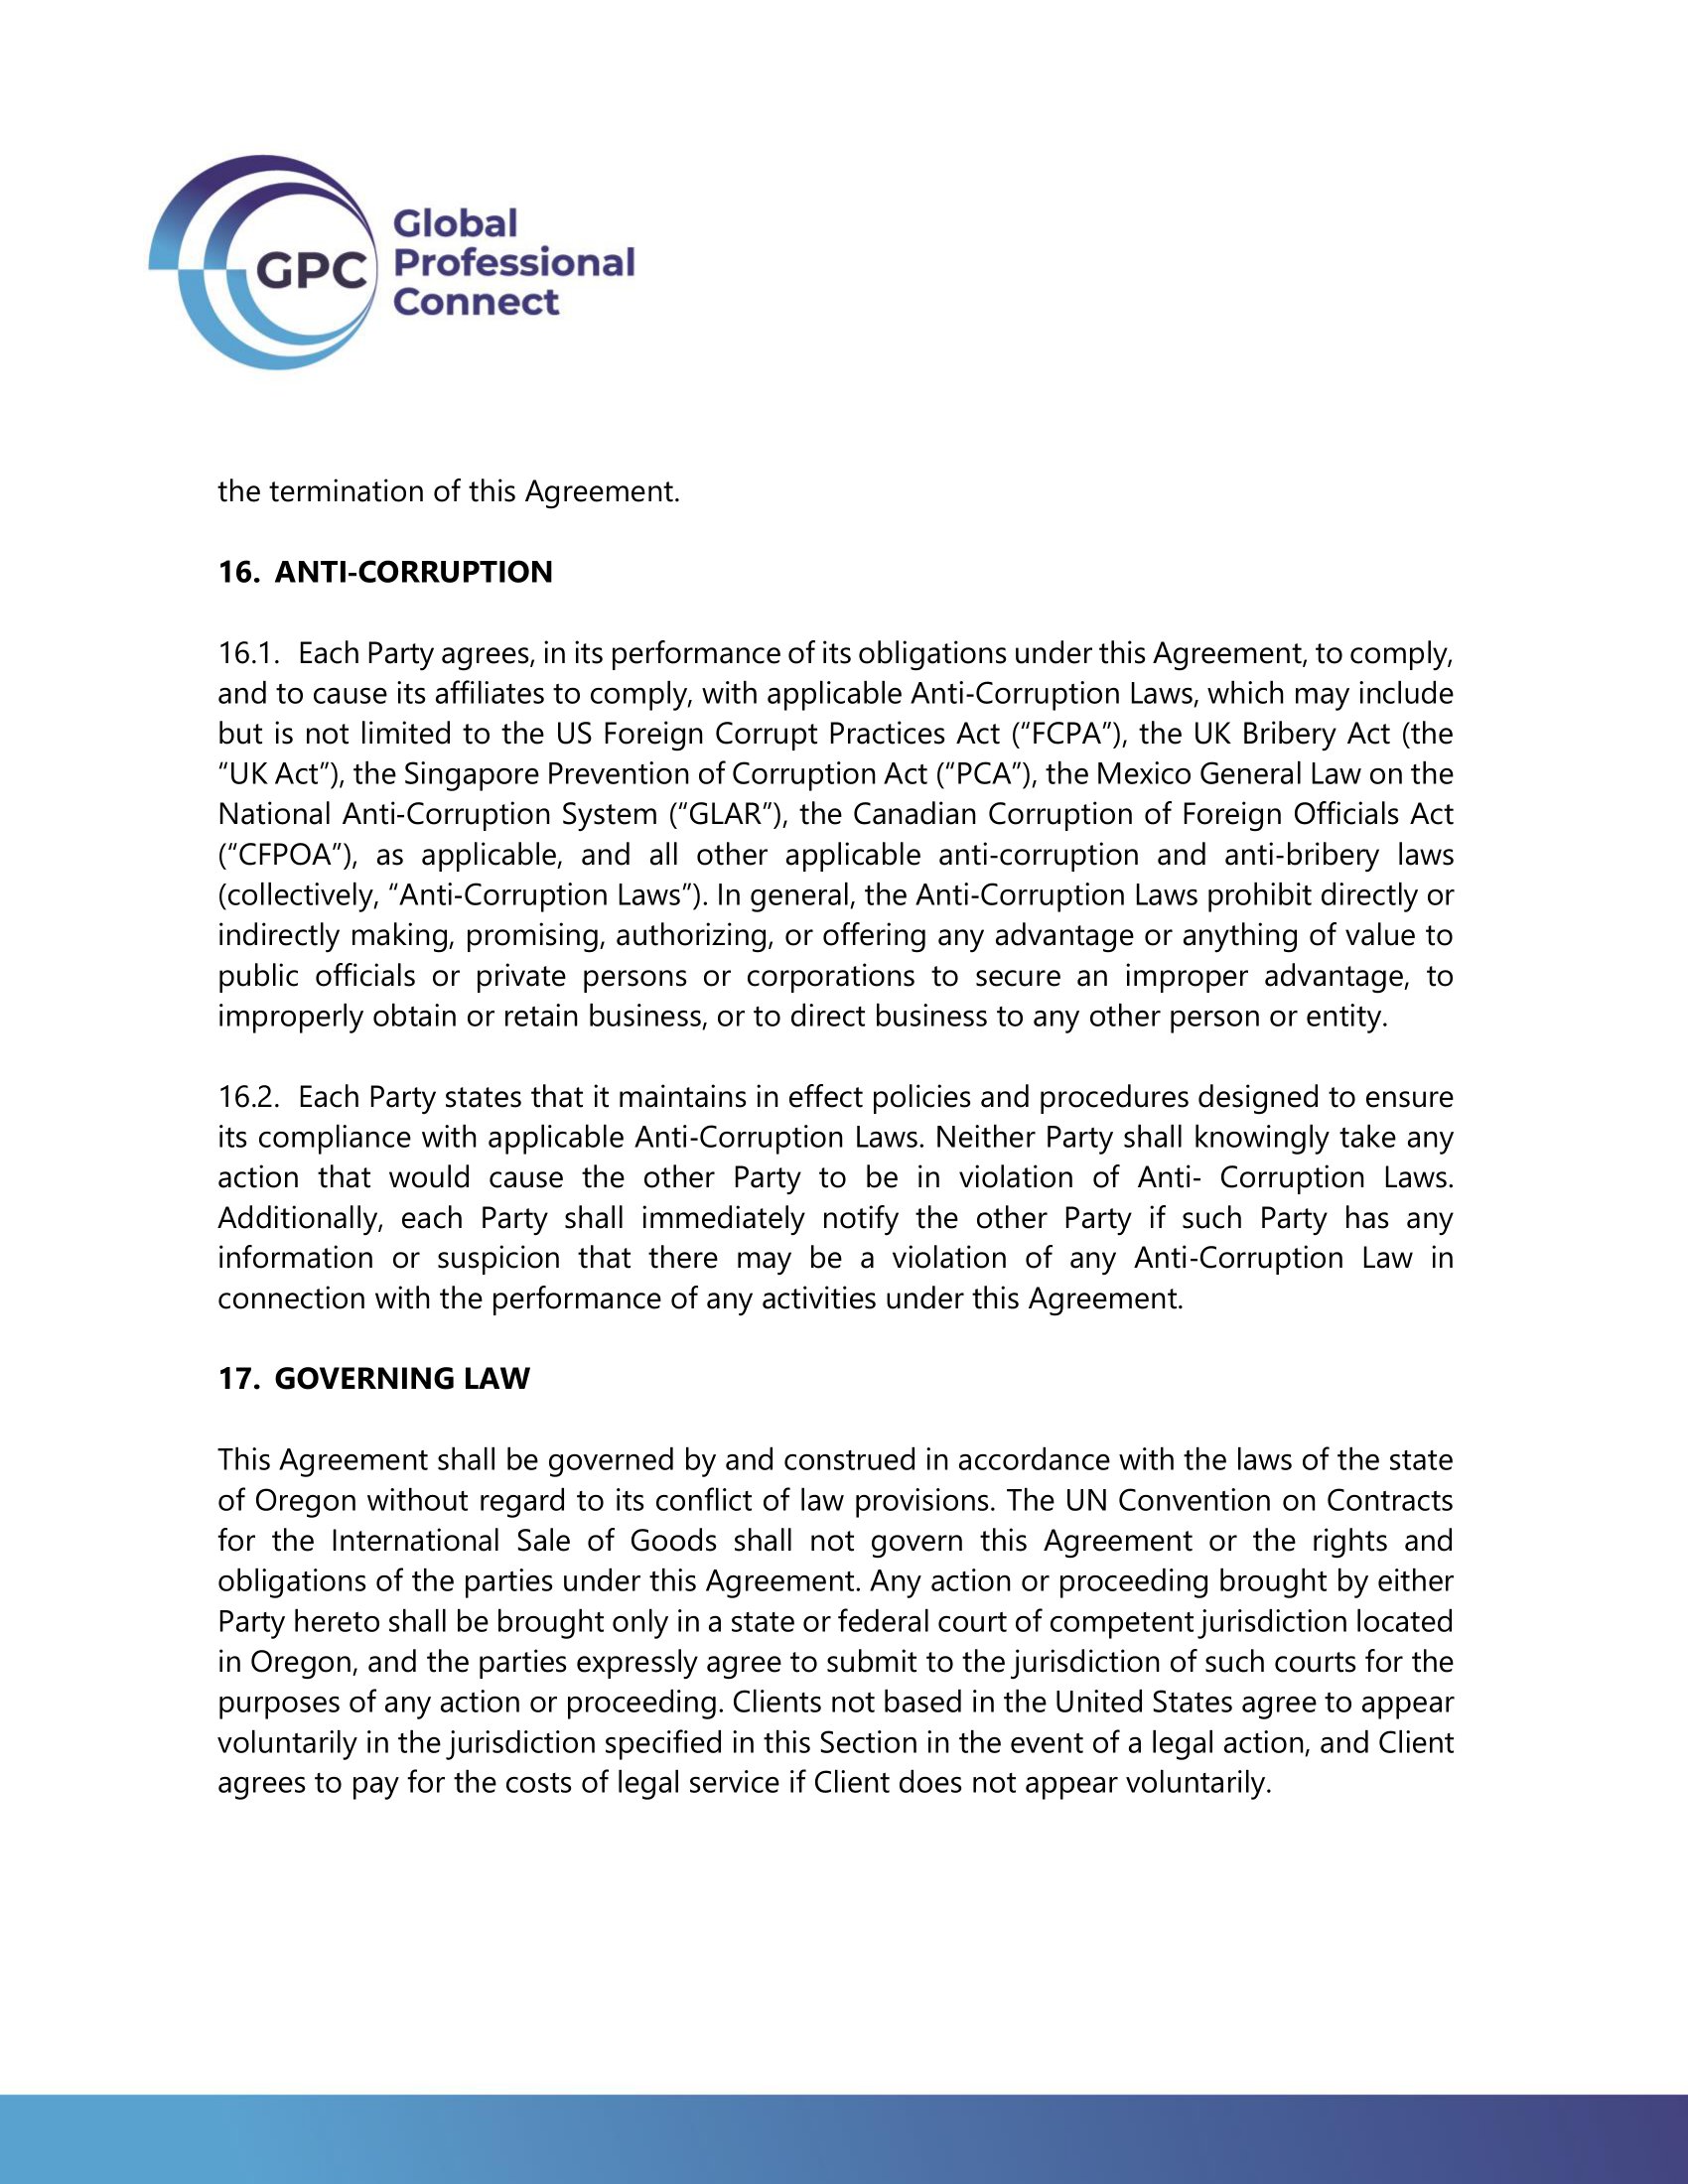 GPC
Global
Professional
Connect
the termination of this Agreement.
16. ANTI-CORRUPTION
16.1. Each Party agrees, in its performance of its obligations under this Agreement, to comply,
and to cause its affiliates to comply, with applicable Anti-Corruption Laws, which may include
but is not limited to the US Foreign Corrupt Practices Act (“FCPA”), the UK Bribery Act (the
“UK Act”), the Singapore Prevention of Corruption Act (“PCA”), the Mexico General Law on the
National Anti-Corruption System (“GLAR”), the Canadian Corruption of Foreign Officials Act
(“CFPOA”), as applicable, and all other applicable anti-corruption and anti-bribery laws
(collectively, “Anti-Corruption Laws”). In general, the Anti-Corruption Laws prohibit directly or
indirectly making, promising, authorizing, or offering any advantage or anything of value to
public officials or private persons or corporations to secure an improper advantage, to
improperly obtain or retain business, or to direct business to any other person or entity.
16.2. Each Party states that it maintains in effect policies and procedures designed to ensure
its compliance with applicable Anti-Corruption Laws. Neither Party shall knowingly take any
action that would cause the other Party to be in violation of Anti- Corruption Laws.
Additionally, each Party shall immediately notify the other Party if such Party has any
information or suspicion that there may be a violation of any Anti-Corruption Law in
connection with the performance of any activities under this Agreement.
17. GOVERNING LAW
This Agreement shall be governed by and construed in accordance with the laws of the state
of Oregon without regard to its conflict of law provisions. The UN Convention on Contracts
for the International Sale of Goods shall not govern this Agreement or the rights and
obligations of the parties under this Agreement. Any action or proceeding brought by either
Party hereto shall be brought only in a state or federal court of competent jurisdiction located
in Oregon, and the parties expressly agree to submit to the jurisdiction of such courts for the
purposes of any action or proceeding. Clients not based in the United States agree to appear
voluntarily in the jurisdiction specified in this Section in the event of a legal action, and Client
agrees to pay for the costs of legal service if Client does not appear voluntarily.